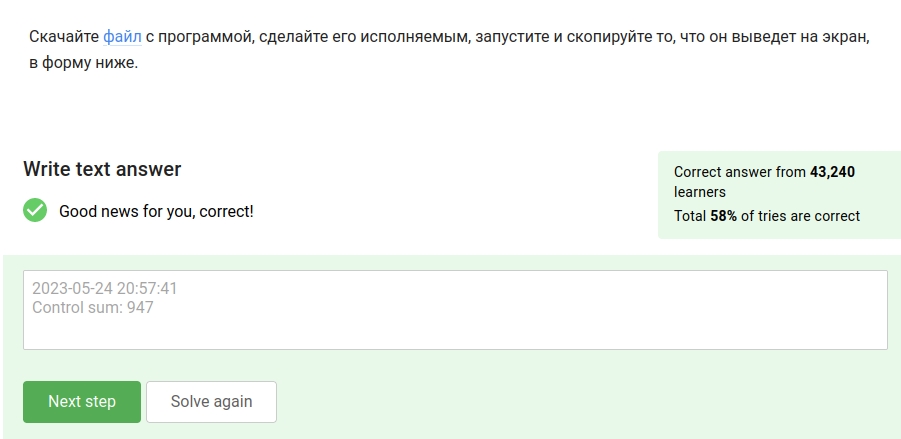 Скачайте файл с программой, сделайте его исполняемым, запустите и скопируйте то, что он выведет на экран,
в форму ниже.
Write text answer
Good news for you, correct!
Correct answer from 43,240
learners
Total 58% of tries are correct
2023-05-24 20:57:41
Control sum: 947
Next step
Solve again